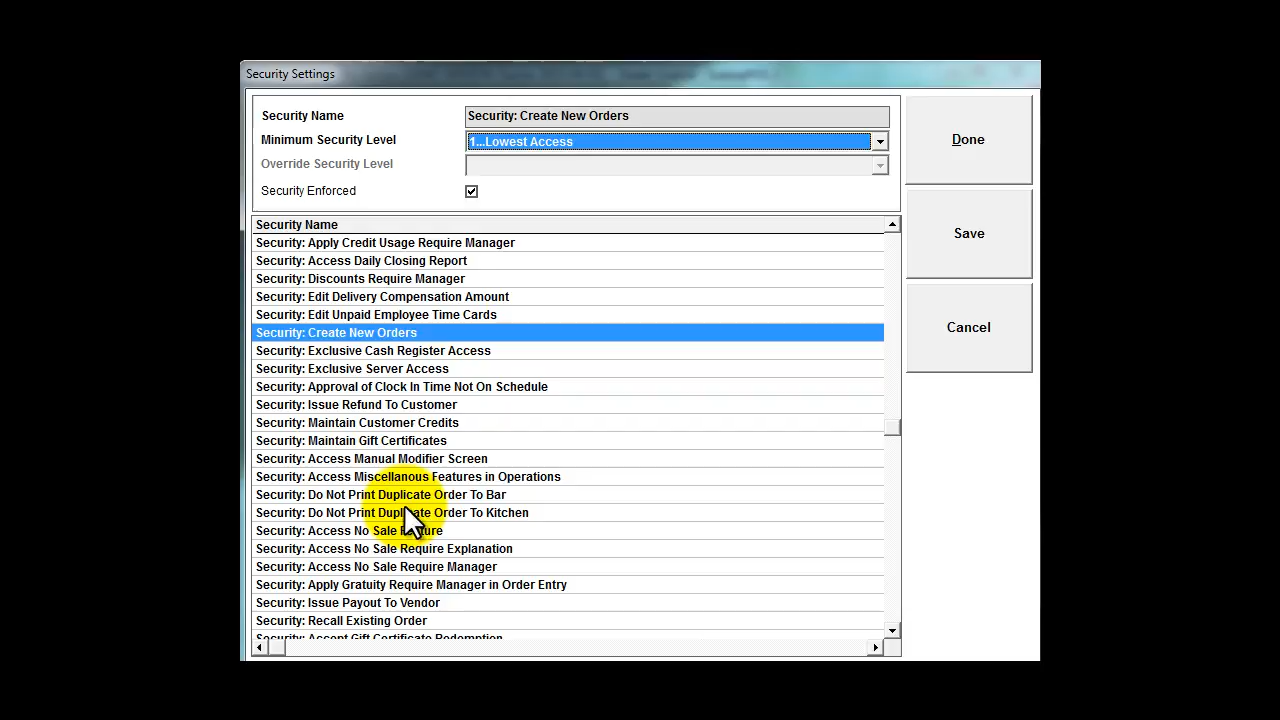 Security Settings
Security Name
Security: Create New Orders
Minimum Security Level
1...Lowest Access
Override Security Level
Security Enforced
Done
Save
Cancel
Security Name
Security: Apply Credit Usage Require Manager
Security: Access Daily Closing Report
Security: Discounts Require Manager
Security: Edit Delivery Compensation Amount
Security: Edit Unpaid Employee Time Cards
Security: Create New Orders
Security: Exclusive Cash Register Access
Security: Exclusive Server Access
Security: Approval of Clock In Time Not On Schedule
Security: Issue Refund To Customer
Security: Maintain Customer Credits
Security: Maintain Gift Certificates
Security: Access Manual Modifier Screen
Security: Access Miscellanous Features in Operations
Security: Do Not Print Duplicate Order To Bar
Security: Do Not Print Duplicate Order To Kitchen
Security: Access No Sale
Security: Access No Sale Require Explanation
Security: Access No Sale Require Manager
Security: Apply Gratuity Require Manager in Order Entry
Security: Issue Payout To Vendor
Security: Recall Existing Order
Security: Accept Gift Certificate Redemption